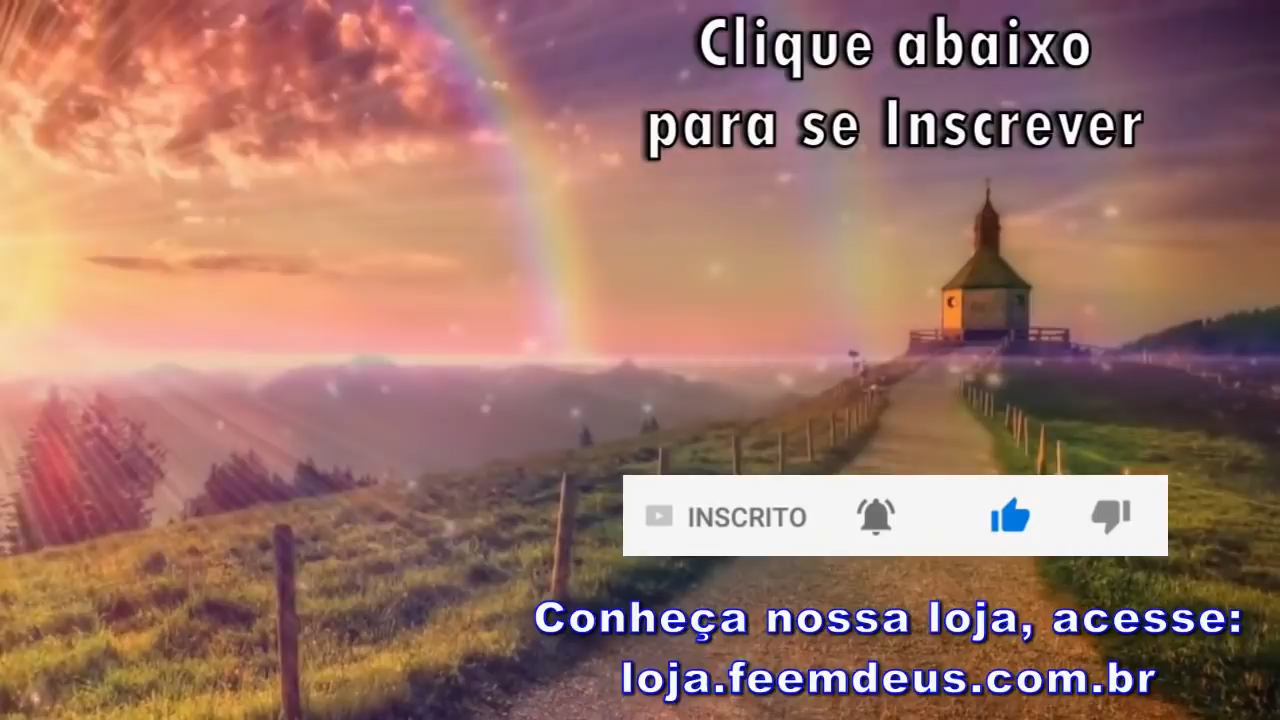 Clique abaixo
para se Inscrever
INSCRITO
Conheça nossa loja, acesse:
loja.feemdeus.com.br